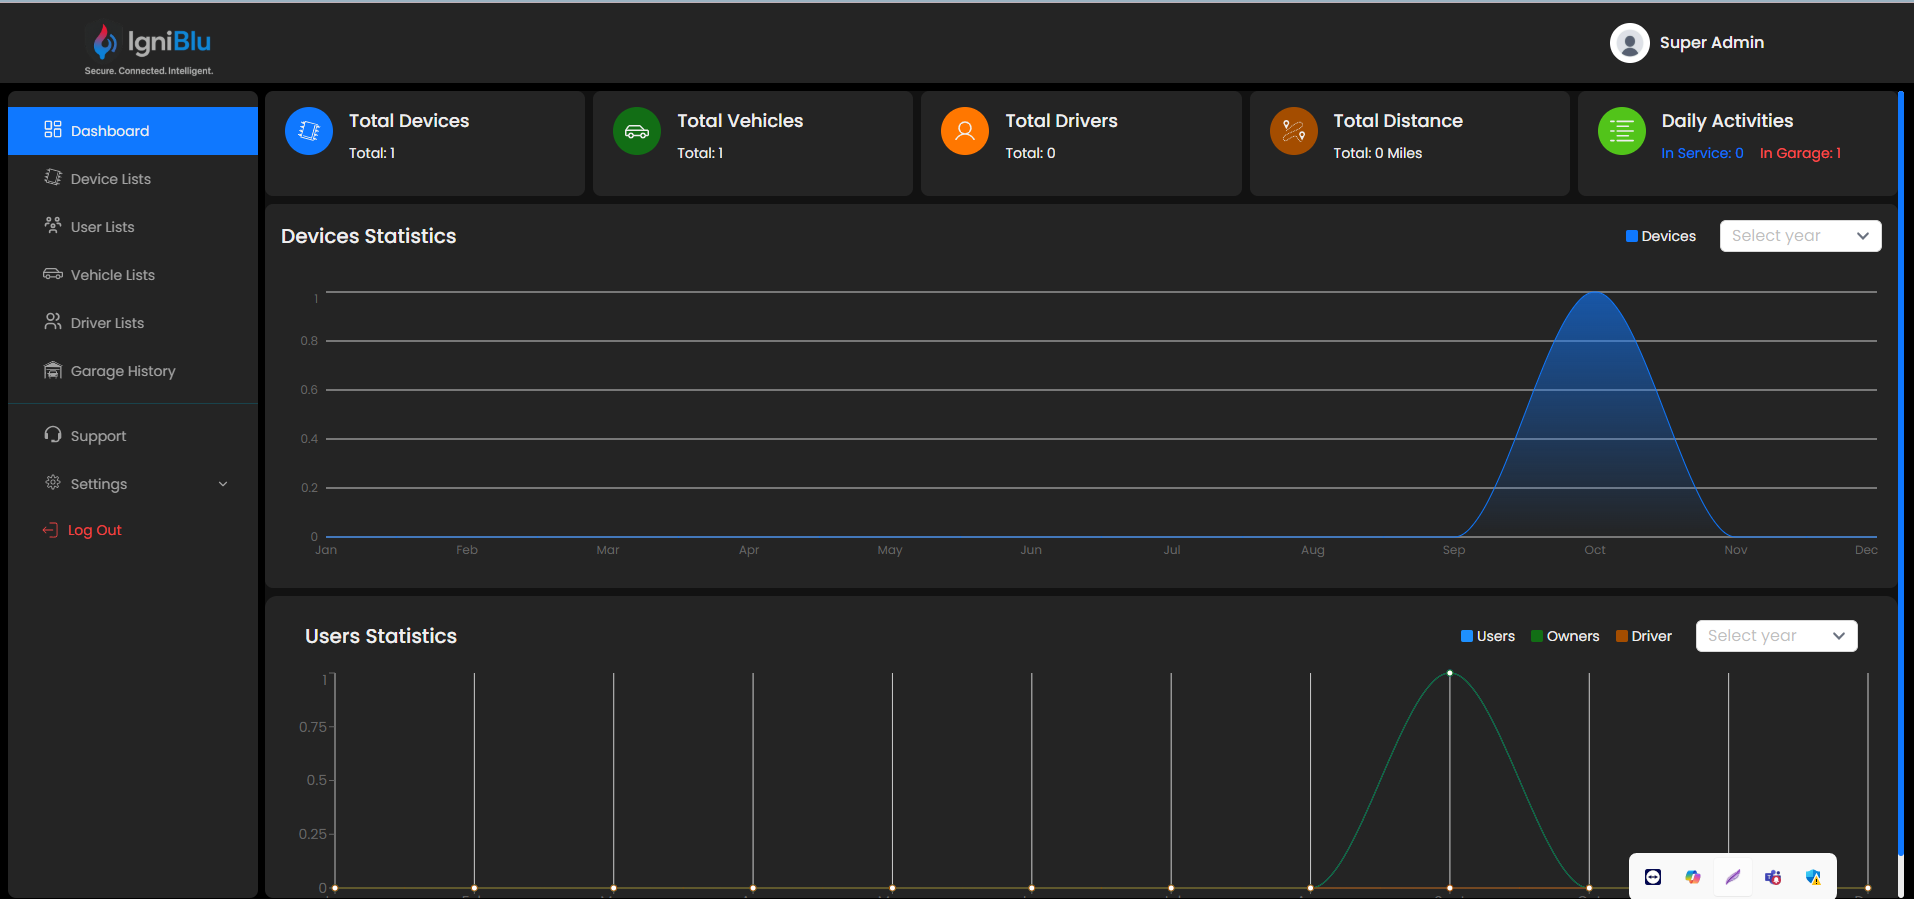 IgniBlu
Secure. Connected. Intelligent.
Super Admin
Dashboard
Device Lists
User Lists
Vehicle Lists
Driver Lists
Garage History
Support
Settings
Log Out
Total Devices
Total: 1
Total Vehicles
Total: 1
Total Drivers
Total: 0
Total Distance
Total: 0 Miles
Daily Activities
In Service: 0 In Garage: 1
Devices Statistics
Devices
Select year
1
0.8
0.6
0.4
0.2
0
Jan Feb Mar Apr May Jun Jul Aug Sep Oct Nov Dec
Users Statistics
Users Owners Driver
Select year
1
0.75
0.5
0.25
0